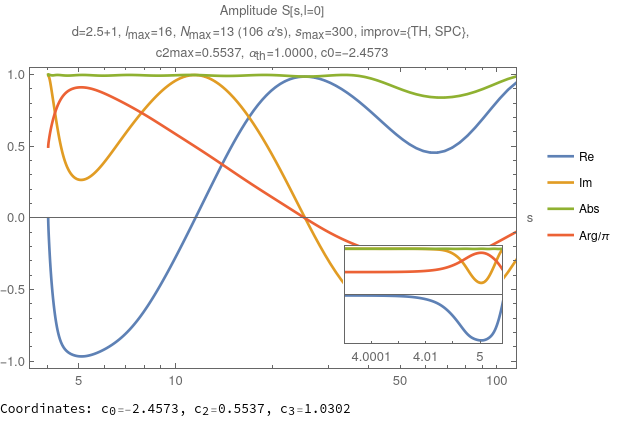 Amplitude S[s,l=0]
d=2.5+1, lmax=16, Nmax=13 (106 α's), smax=300, improv={TH, SPC},
c2max=0.5537, αth=1.0000, c0=-2.4573
1.0
0.5
0.0
-0.5
-1.0
5
10
50
100
s
4.0001
4.01
5
Re
Im
Abs
Arg/π
Coordinates: c0=-2.4573, c2=0.5537, c3=1.0302